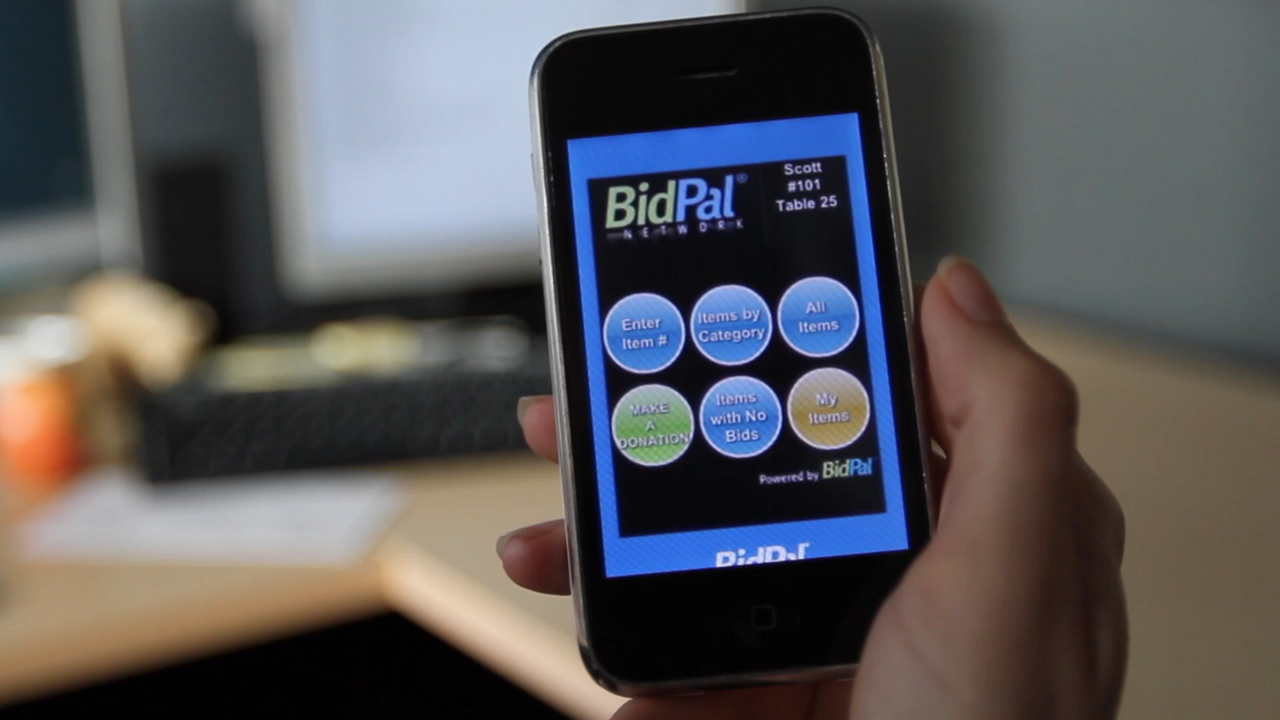 BidPal®
NETWORK
Scott
#101
Table 25
Enter
Item #
Items by
Category
All
Items
MAKE
A
DONATION
Items
with No
Bids
My
Items
Powered by BidPal
BidPal